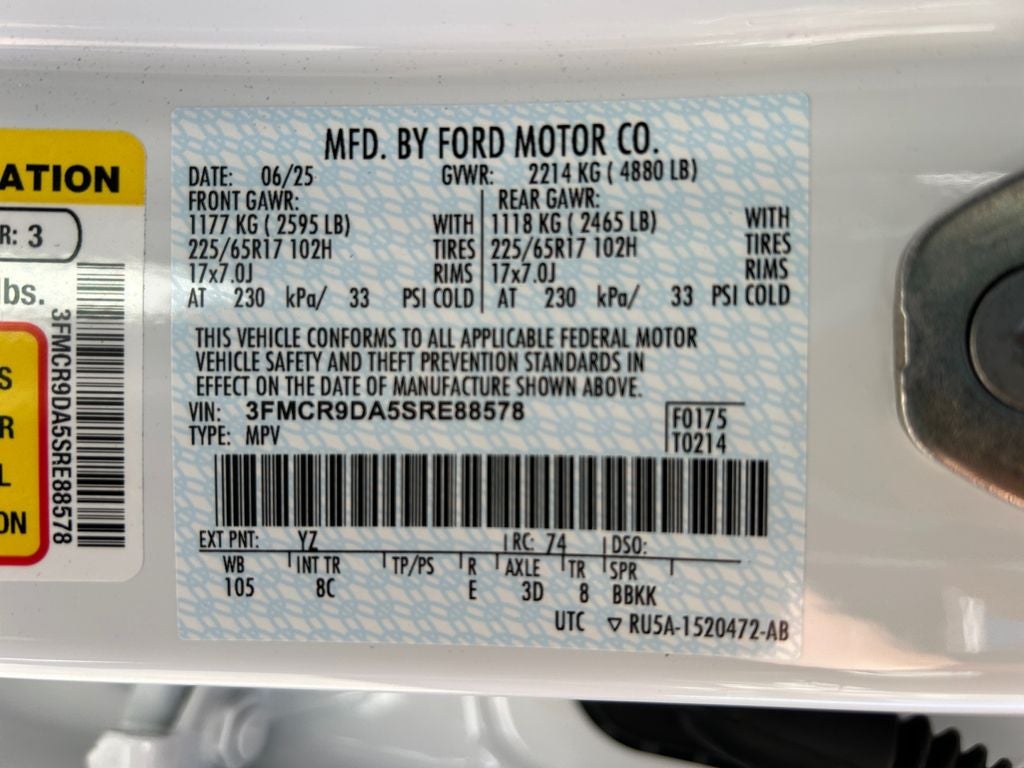 MFD. BY FORD MOTOR CO.
DATE: 06/25 GVWR: 2214 KG ( 4880 LB)
FRONT GAWR: REAR GAWR:
1177 KG ( 2595 LB) WITH 1118 KG ( 2465 LB) WITH
225/65R17 102H TIRES 225/65R17 102H TIRES
17x7.0J RIMS 17x7.0J RIMS
AT 230 kPa/ 33 PSI COLD AT 230 kPa/ 33 PSI COLD
THIS VEHICLE CONFORMS TO ALL APPLICABLE FEDERAL MOTOR
VEHICLE SAFETY AND THEFT PREVENTION STANDARDS IN
EFFECT ON THE DATE OF MANUFACTURE SHOWN ABOVE.
VIN: 3FMCR9DA5SRE88578 F0175
TYPE: MPV T0214
EXT PNT: YZ RC: 74 DSO:
WB INT TR TP/PS R AXLE TR SPR
105 8C E 3D 8 BBKK
UTC ▽ RU5A-1520472-AB
ATION
R: 3
lbs.
3FMCR9DA5SRE88578
S
R
L
ON